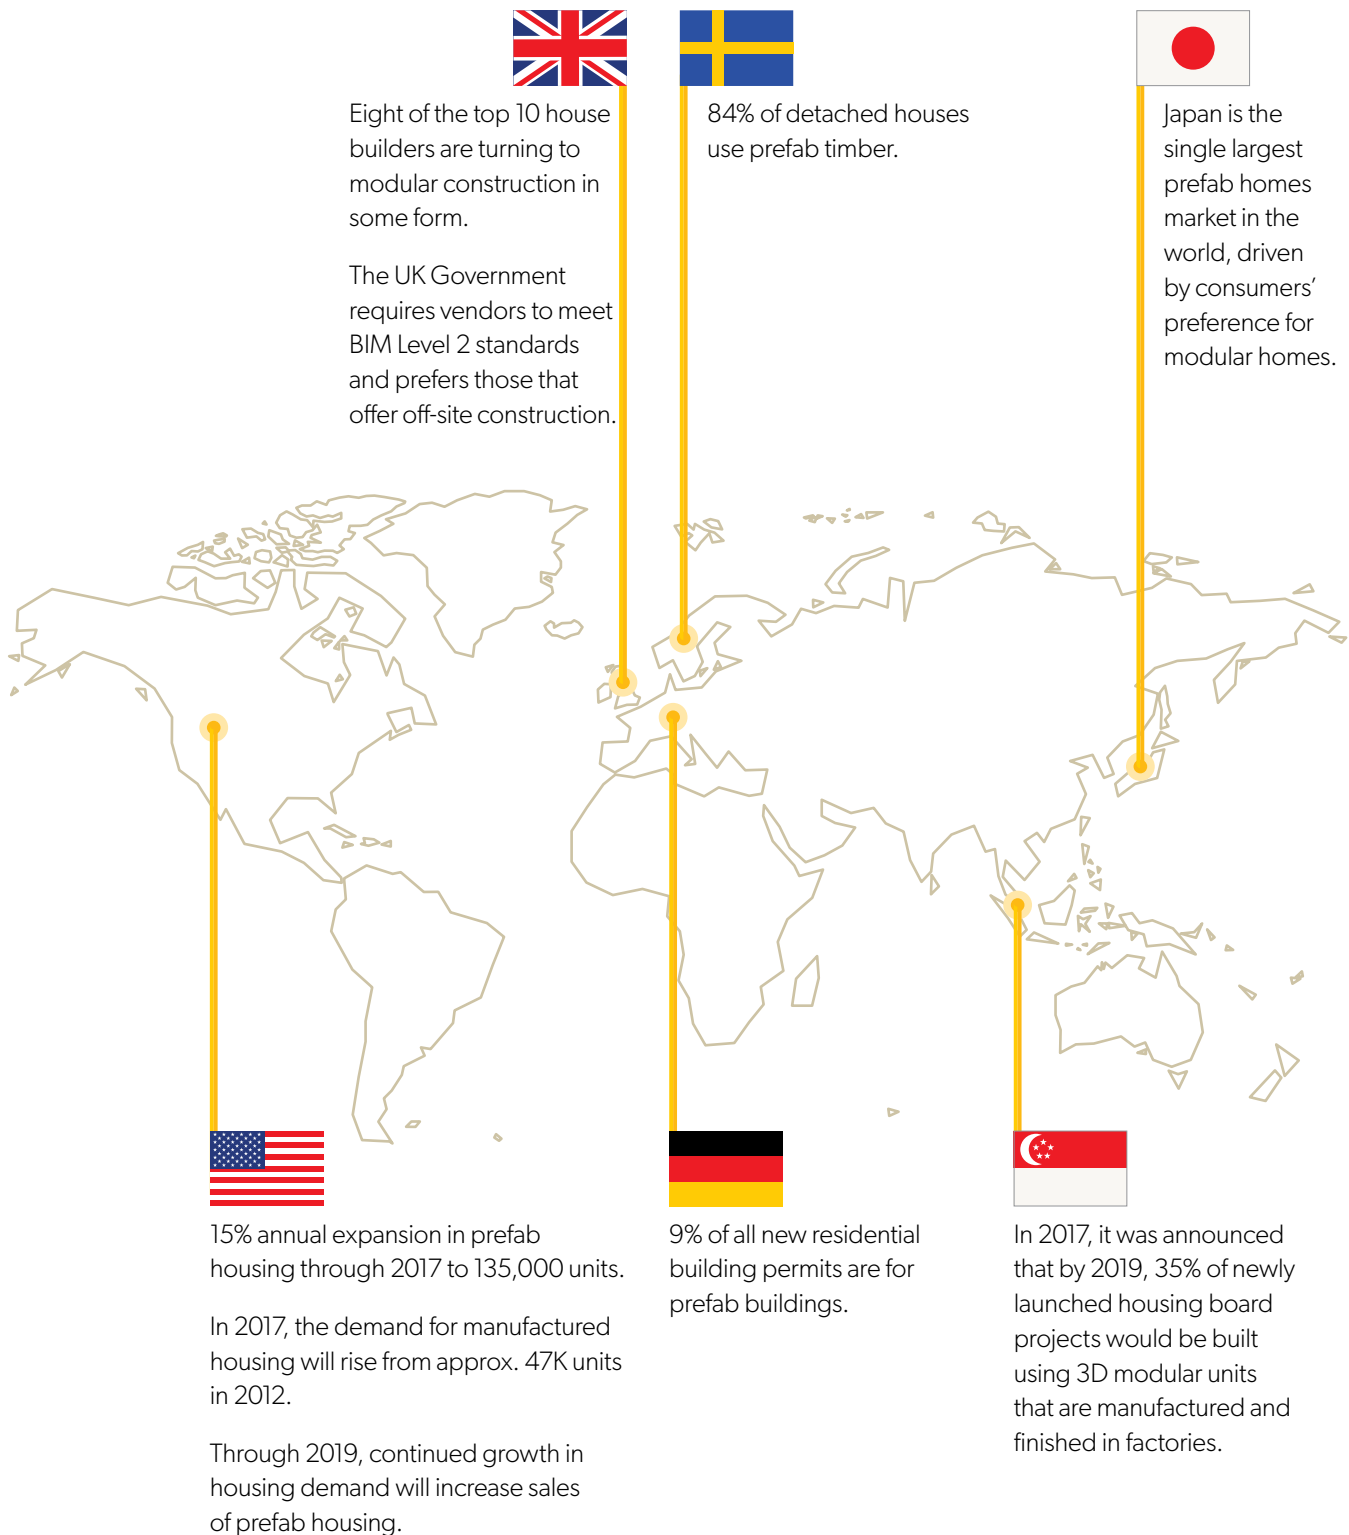 Eight of the top 10 house
builders are turning to
modular construction in
some form.
The UK Government
requires vendors to meet
BIM Level 2 standards
and prefers those that
offer off-site construction.
84% of detached houses
use prefab timber.
Japan is the
single largest
prefab homes
market in the
world, driven
by consumers’
preference for
modular homes.
15% annual expansion in prefab
housing through 2017 to 135,000 units.
In 2017, the demand for manufactured
housing will rise from approx. 47K units
in 2012.
Through 2019, continued growth in
housing demand will increase sales
of prefab housing.
9% of all new residential
building permits are for
prefab buildings.
In 2017, it was announced
that by 2019, 35% of newly
launched housing board
projects would be built
using 3D modular units
that are manufactured and
finished in factories.